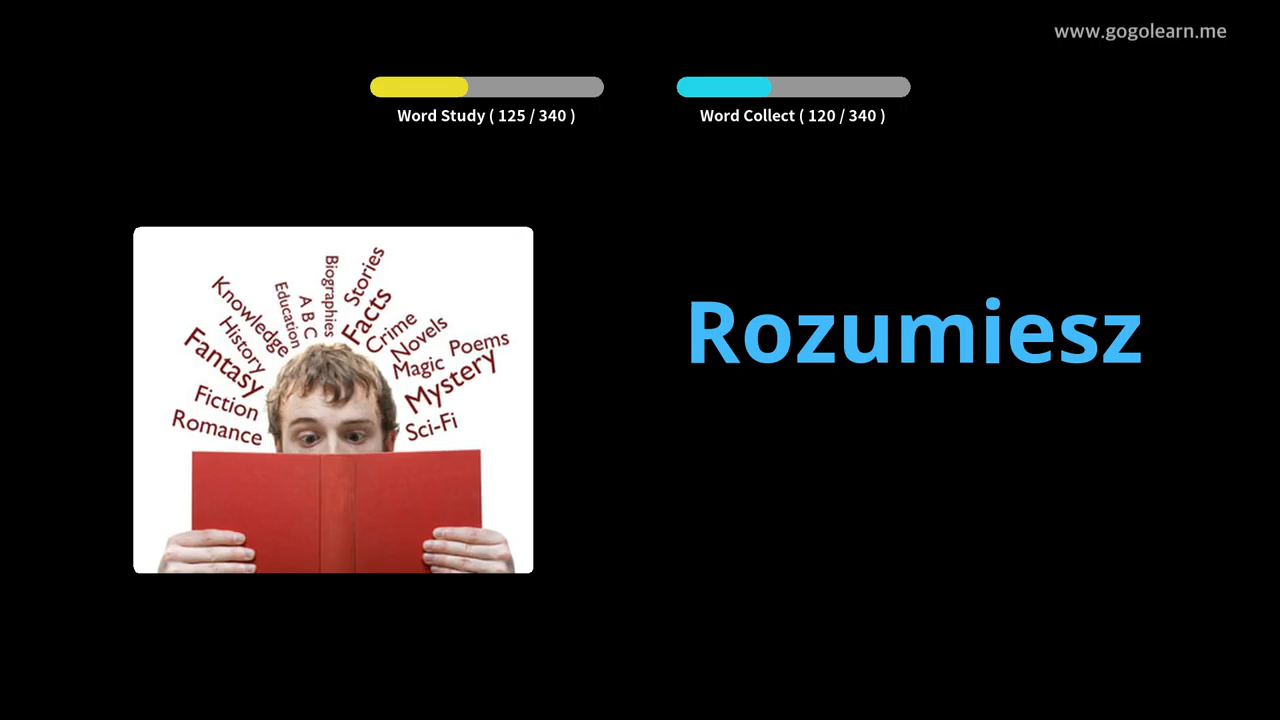 www.gogolearn.me
Word Study ( 125 / 340 )
Word Collect ( 120 / 340 )
Rozumiesz
Knowledge
History
Fantasy
Fiction
Romance
Education
A B C
Biographies
Stories
Facts
Crime
Novels
Magic
Poems
Mystery
Sci-Fi